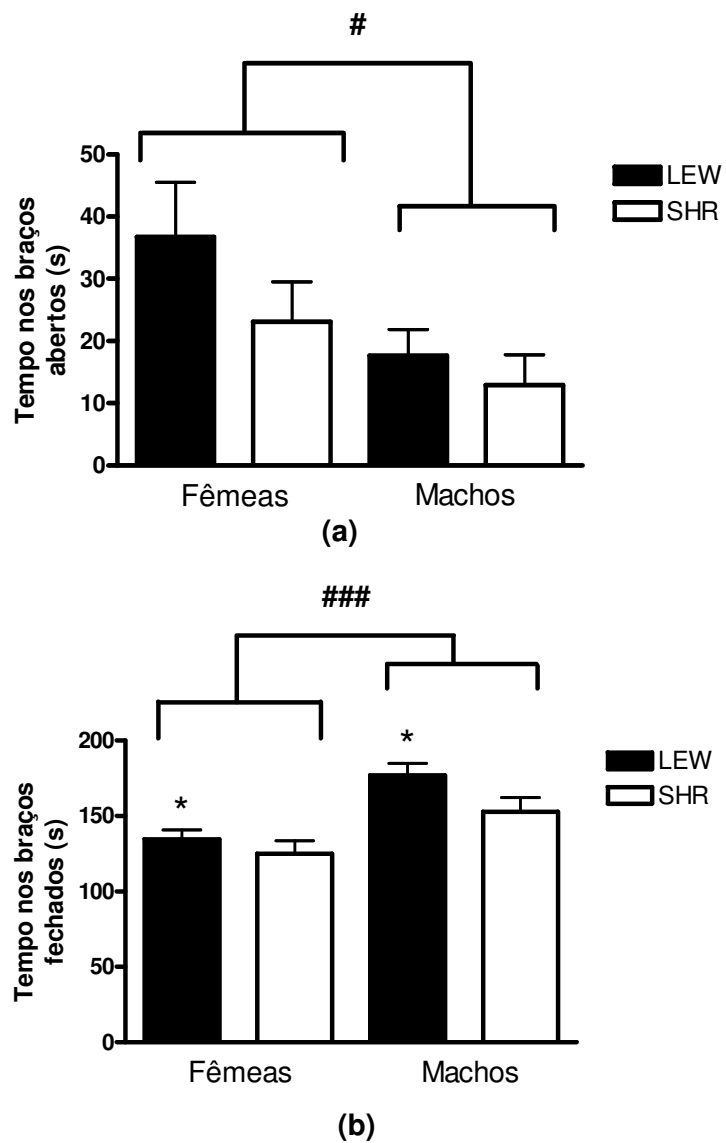 #
Tempo nos braços
abertos (s)
50
40
30
20
10
0
LEW
SHR
Fêmeas
Machos
(a)
###
Tempo nos braços
fechados (s)
200
150
100
50
0
*
*
LEW
SHR
Fêmeas
Machos
(b)